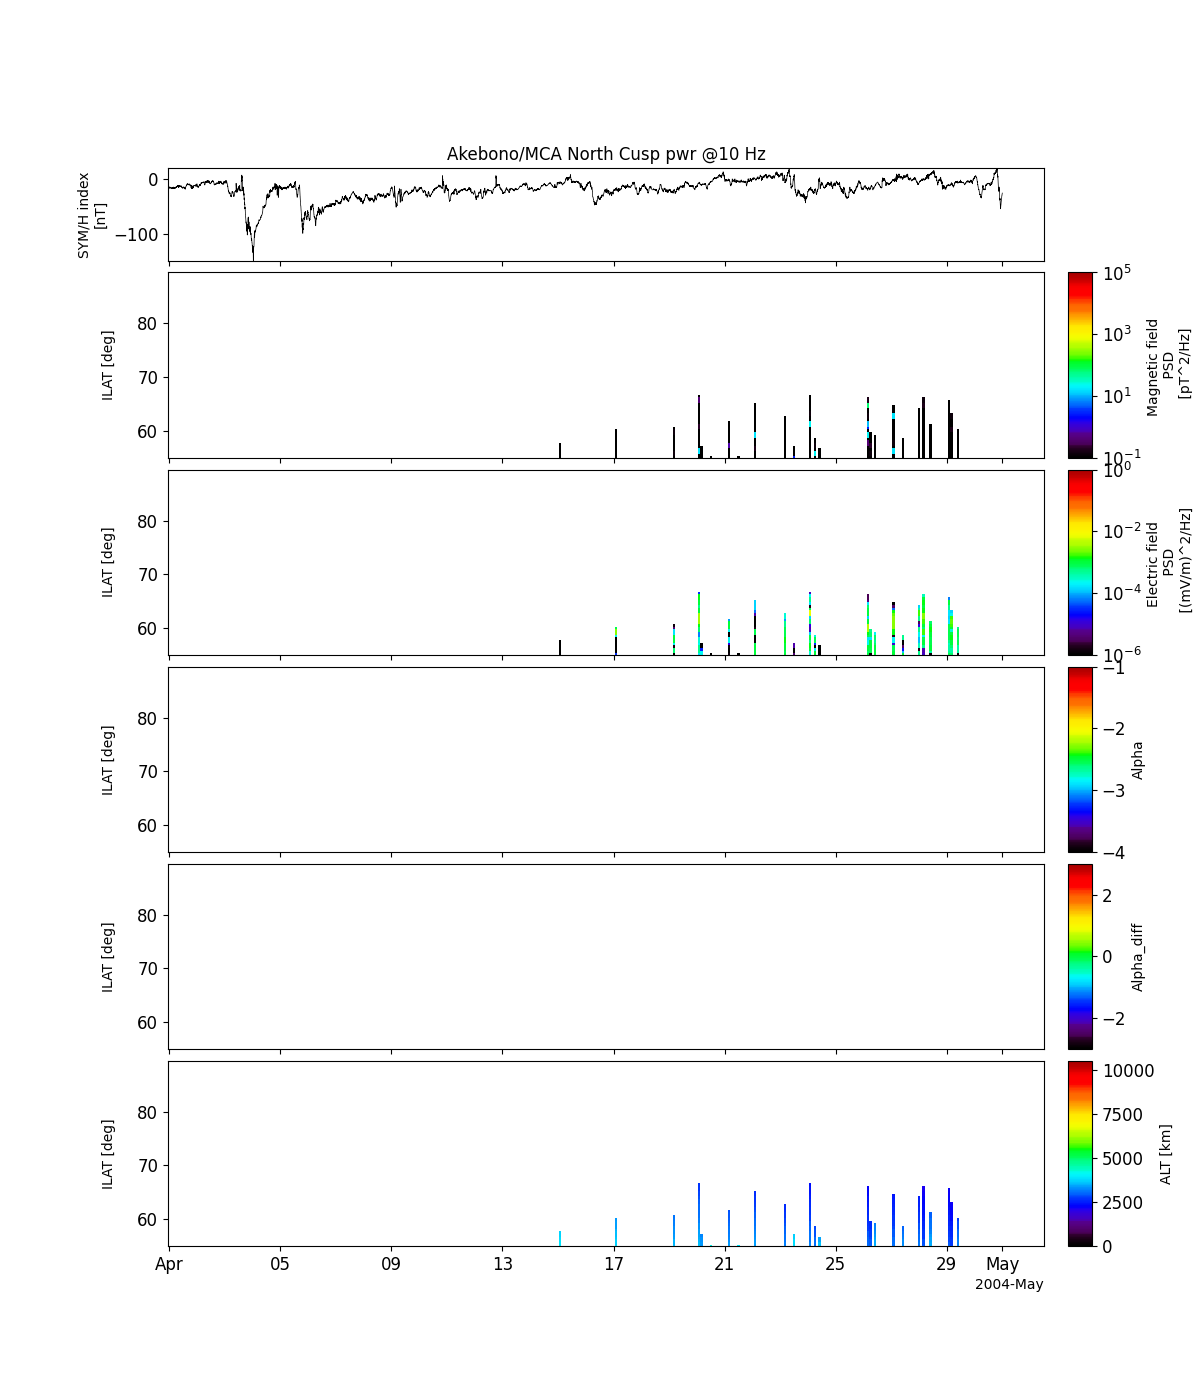 Akebono/MCA North Cusp pwr @10 Hz
SYM/H index
[nT]
0
−100
ILAT [deg]
80
70
60
10^5
10^3
10^1
10^−1
Magnetic field
PSD
[pT^2/Hz]
ILAT [deg]
80
70
60
10^0
10^−2
10^−4
10^−6
Electric field
PSD
[(mV/m)^2/Hz]
ILAT [deg]
80
70
60
−1
−2
−3
−4
Alpha
ILAT [deg]
80
70
60
2
0
−2
Alpha_diff
ILAT [deg]
80
70
60
10000
7500
5000
2500
0
ALT [km]
Apr 05 09 13 17 21 25 29 May
2004-May